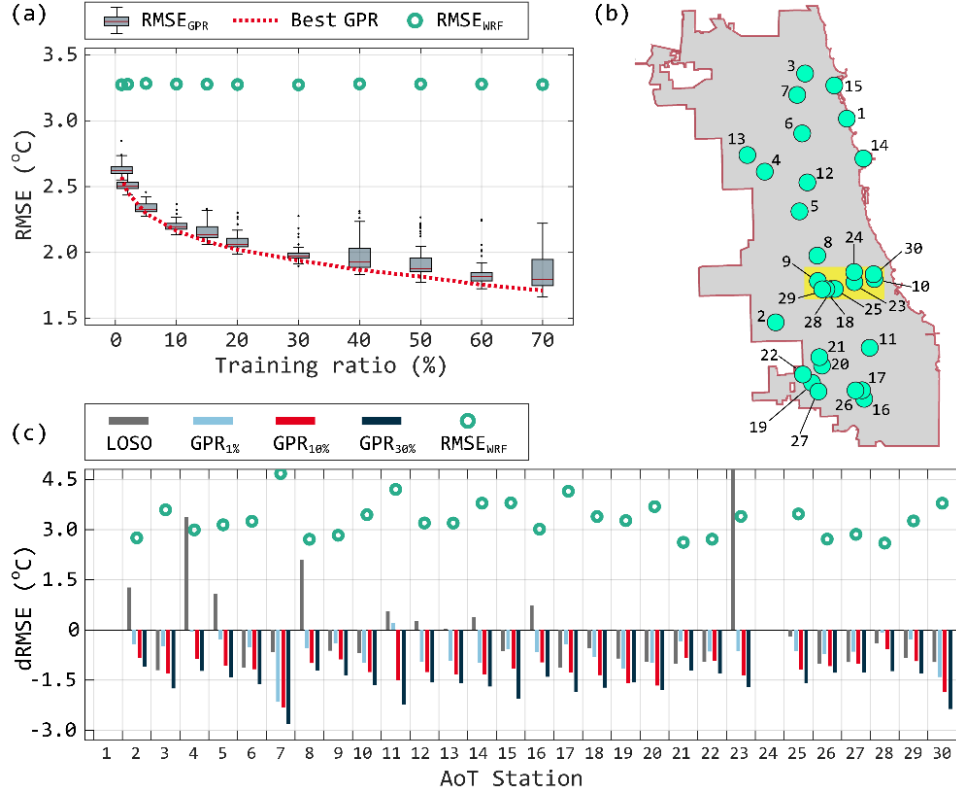 (a)
RMSE_GPR
Best GPR
RMSE_WRF
3.5
3.0
2.5
2.0
1.5
RMSE (°C)
0 10 20 30 40 50 60 70
Training ratio (%)
(b)
3
7
15
1
6
13
14
4
12
5
8
24
30
9
10
29
23
28 18 25
2
11
21
22
20
17
26
16
19
27
(c)
LOSO
GPR_1%
GPR_10%
GPR_30%
RMSE_WRF
4.5
3.0
1.5
0
-1.5
-3.0
dRMSE (°C)
1 2 3 4 5 6 7 8 9 10 11 12 13 14 15 16 17 18 19 20 21 22 23 24 25 26 27 28 29 30
AoT Station